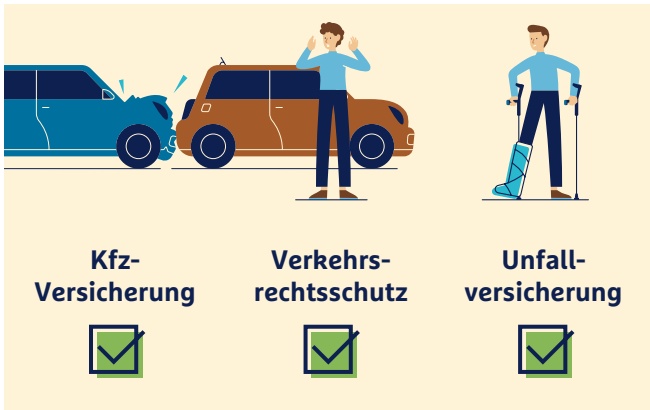 Kfz-
Versicherung
Verkehrs-
rechtsschutz
Unfall-
versicherung